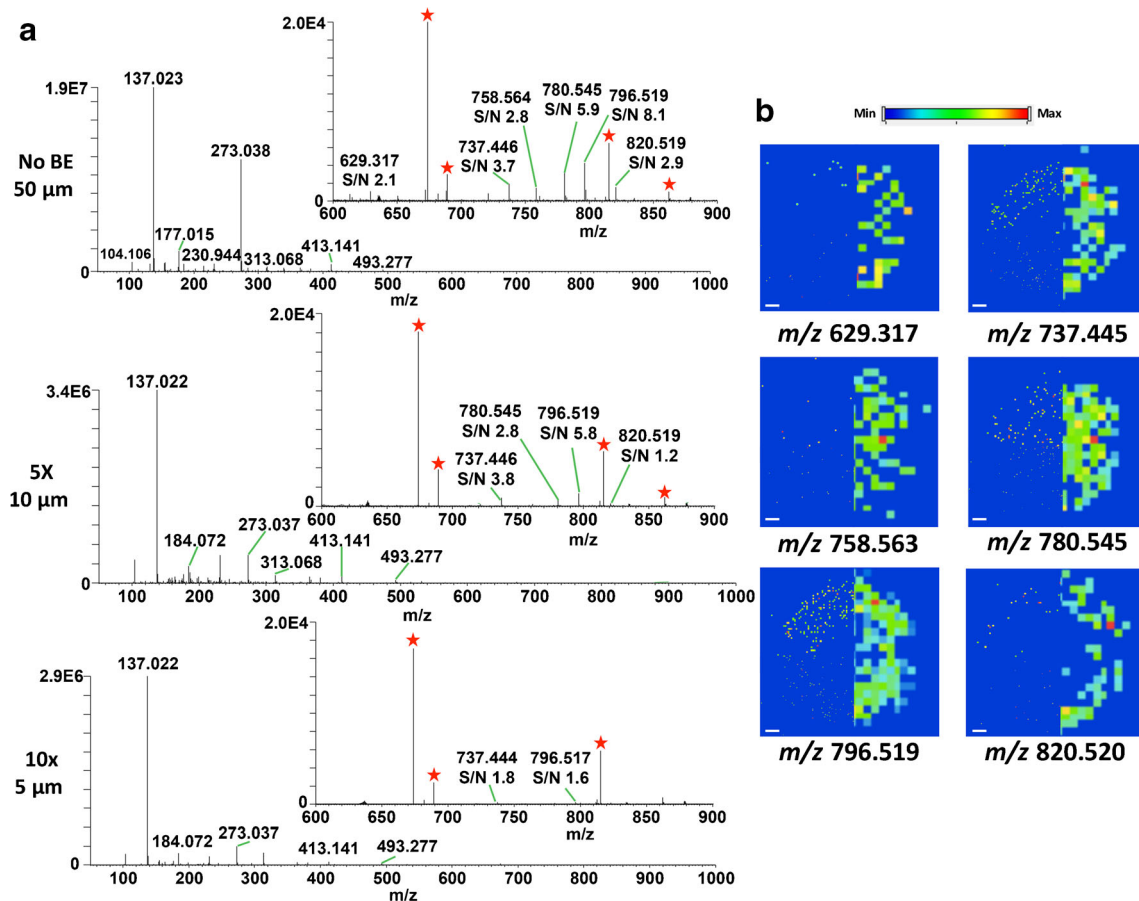 a
No BE
50 µm
1.9E7
0
137.023
273.038
177.015
104.106
230.944
313.068
413.141
493.277
100 200 300 400 500 600 700 800 900 1000
m/z
2.0E4
0
629.317
S/N 2.1
737.446
S/N 3.7
758.564
S/N 2.8
780.545
S/N 5.9
796.519
S/N 8.1
820.519
S/N 2.9
600 650 700 750 800 850 900
m/z
5X
10 µm
3.4E6
0
137.022
184.072
273.037
313.068
413.141
493.277
100 200 300 400 500 600 700 800 900 1000
m/z
2.0E4
0
737.446
S/N 3.8
780.545
S/N 2.8
796.519
S/N 5.8
820.519
S/N 1.2
600 650 700 750 800 850 900
m/z
10x
5 µm
2.9E6
0
137.022
184.072
273.037
413.141
493.277
100 200 300 400 500 600 700 800 900 1000
m/z
2.0E4
0
737.444
S/N 1.8
796.517
S/N 1.6
600 650 700 750 800 850 900
m/z
b
Min Max
m/z 629.317
m/z 737.445
m/z 758.563
m/z 780.545
m/z 796.519
m/z 820.520